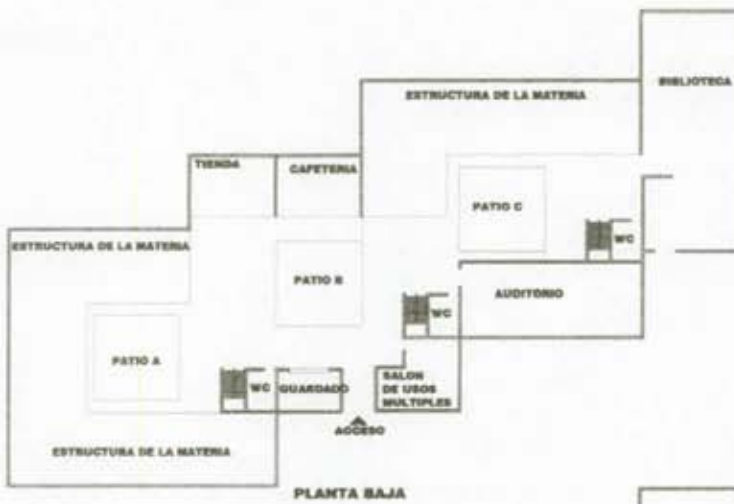 BIBLIOTECA
ESTRUCTURA DE LA MATERIA
TIENDA
CAFETERIA
PATIO C
ESTRUCTURA DE LA MATERIA
WC
PATIO B
AUDITORIO
WC
PATIO A
WC
GUARDADO
SALON
DE USOS
MULTIPLES
ACCESO
ESTRUCTURA DE LA MATERIA
PLANTA BAJA